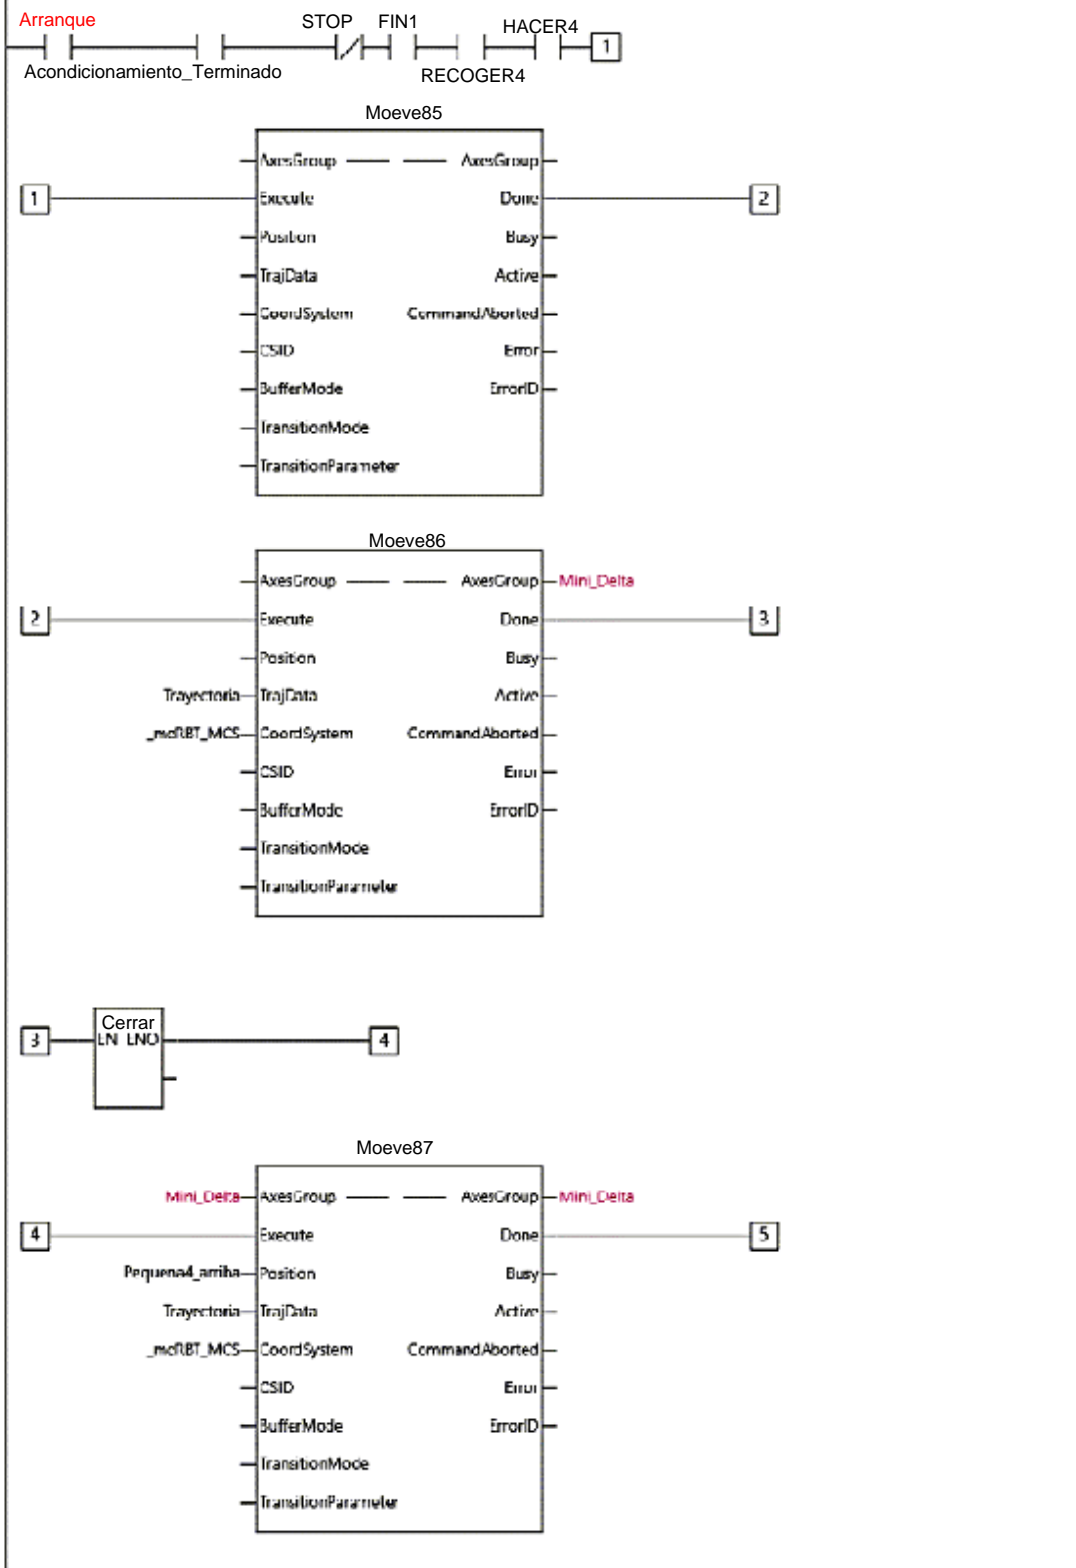 Arranque
STOP FIN1 HACER4
1
Acondicionamiento_Terminado RECOGER4
Moeve85
AxesGroup AxesGroup
1 Execute Done 2
Position Busy
TrajData Active
CoordSystem CommandAborted
CSID Error
BufferMode ErrorID
TransitionMode
TransitionParameter
Moeve86
AxesGroup AxesGroup Mini_Delta
2 Execute Done 3
Position Busy
Trayectoria TrajData Active
_mcRBT_MCS CoordSystem CommandAborted
CSID Error
BufferMode ErrorID
TransitionMode
TransitionParameter
Cerrar
3 EN ENO 4
Moeve87
Mini_Delta AxesGroup AxesGroup Mini_Delta
4 Execute Done 5
Pequena4_arriba Position Busy
Trayectoria TrajData Active
_mcRBT_MCS CoordSystem CommandAborted
CSID Error
BufferMode ErrorID
TransitionMode
TransitionParameter